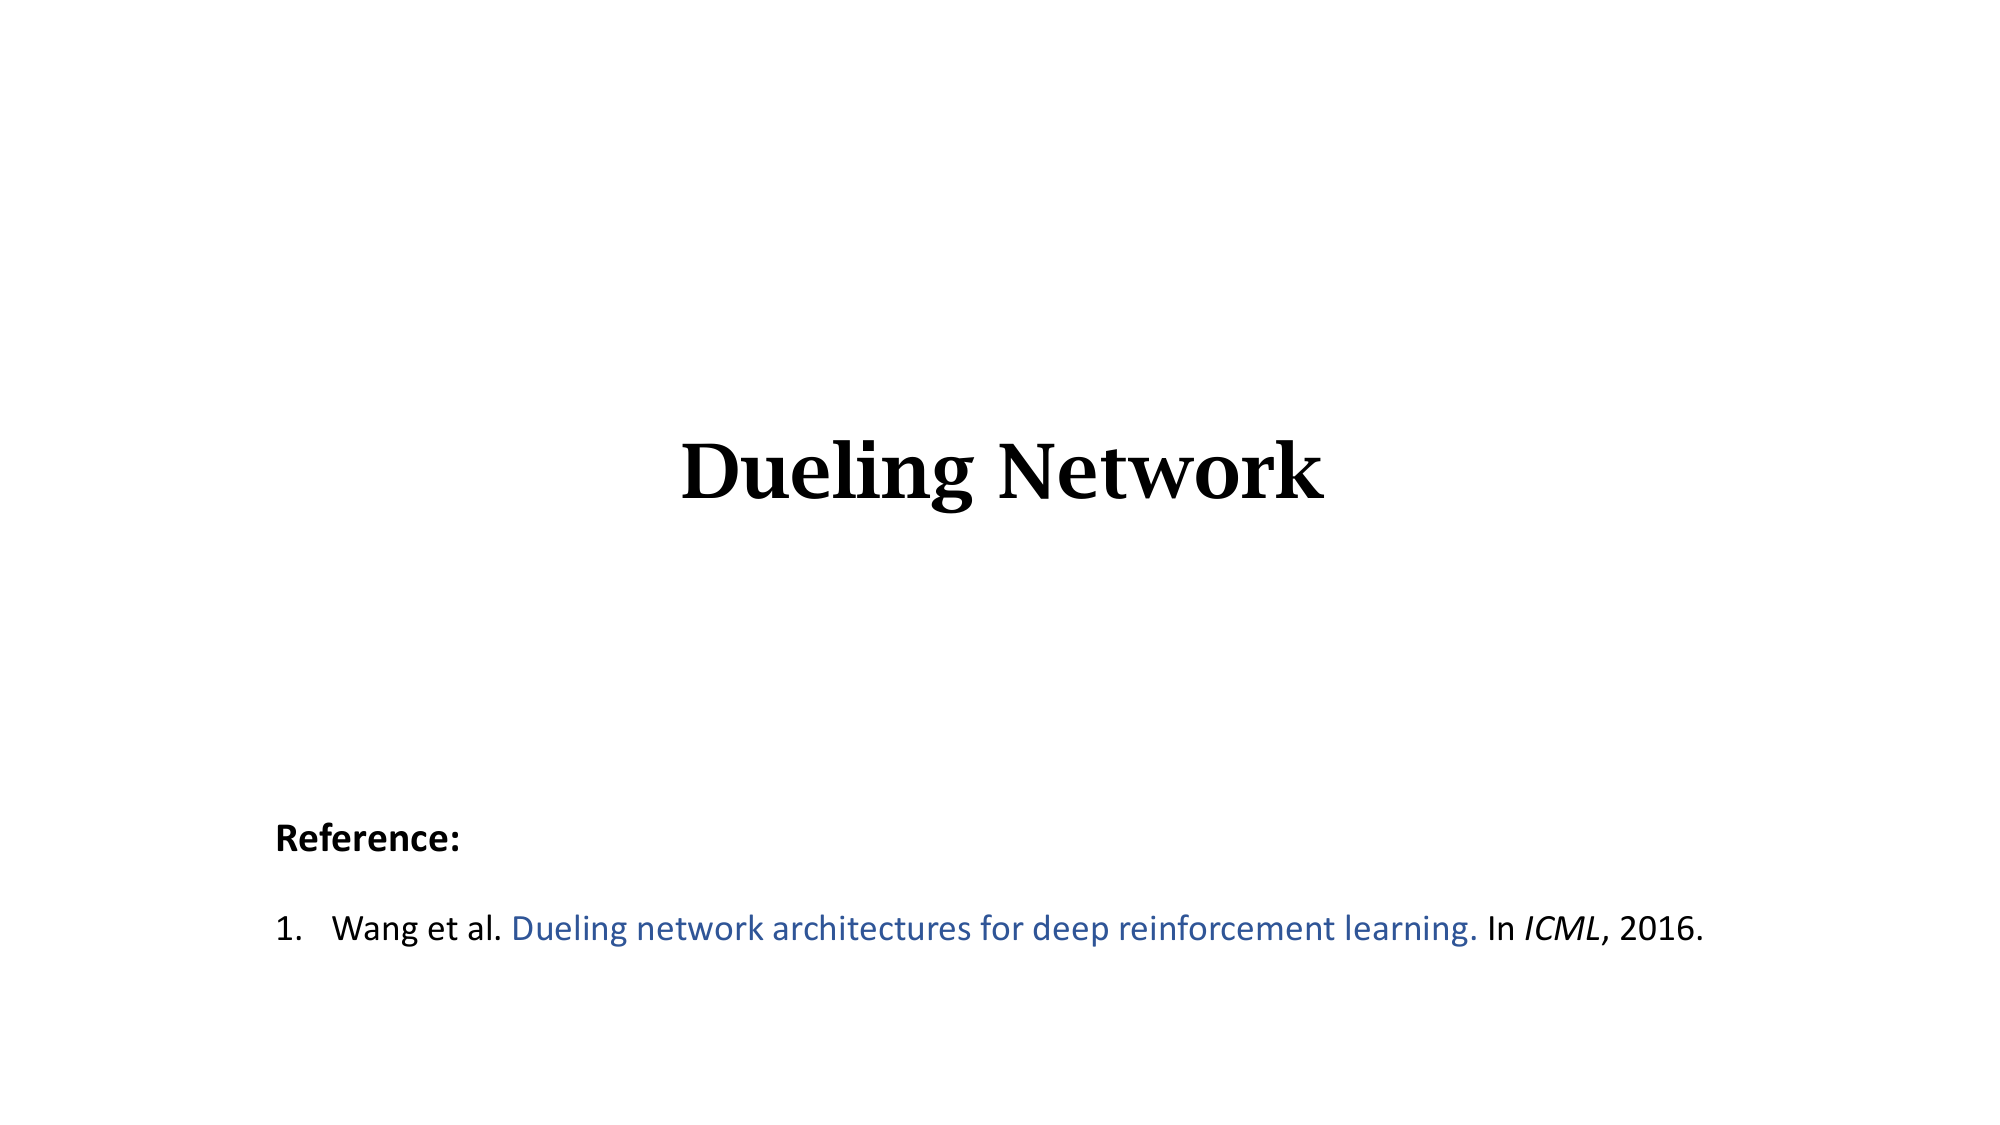 Dueling Network
Reference:
1. Wang et al. Dueling network architectures for deep reinforcement learning. In ICML, 2016.